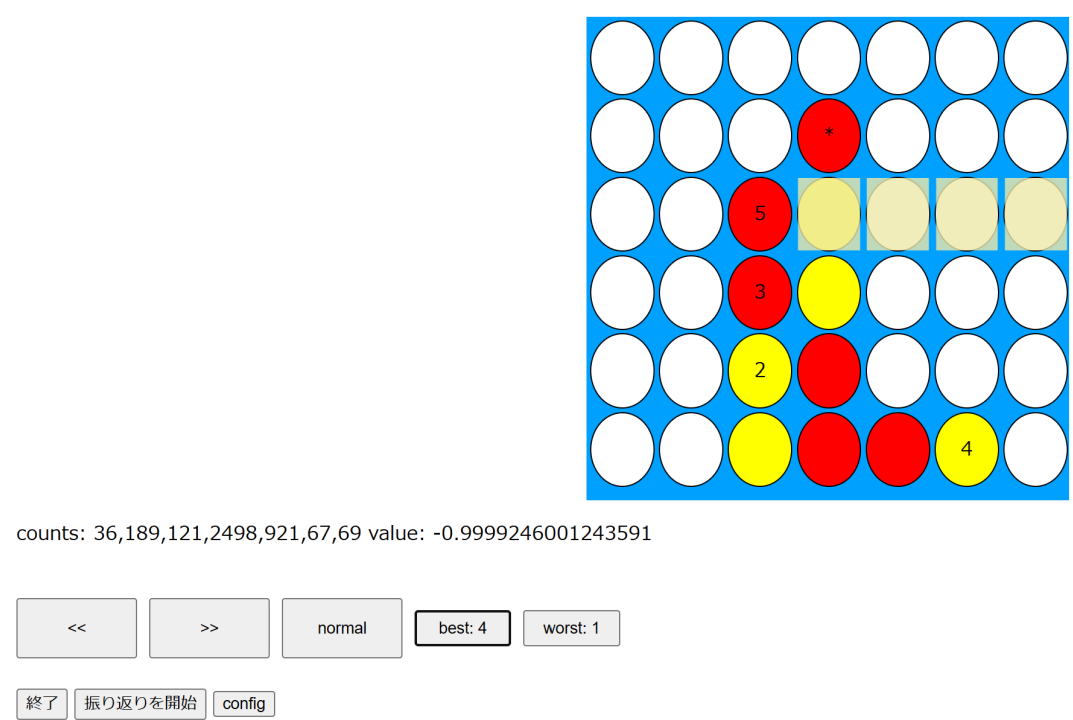 *
5
3
2
4
counts: 36,189,121,2498,921,67,69 value: -0.9999246001243591
<< >> normal best: 4 worst: 1
終了 振り返りを開始 config